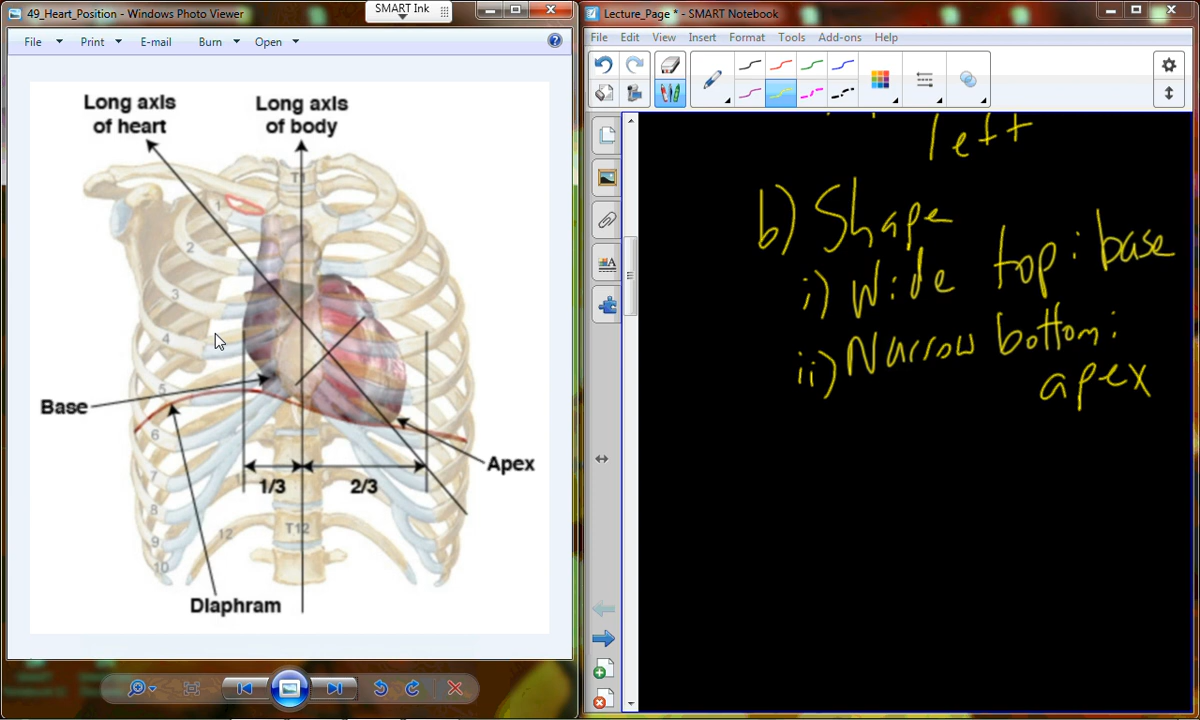 49_Heart_Position - Windows Photo Viewer
SMART Ink
File Print E-mail Burn Open
Long axis
of heart
Long axis
of body
T1
1
2
3
4
5
6
7
8
9
10
12
T12
Base
Apex
1/3
2/3
Diaphram
Lecture_Page * - SMART Notebook
File Edit View Insert Format Tools Add-ons Help
left
b) Shape
i) Wide top: base
ii) Narrow bottom:
apex